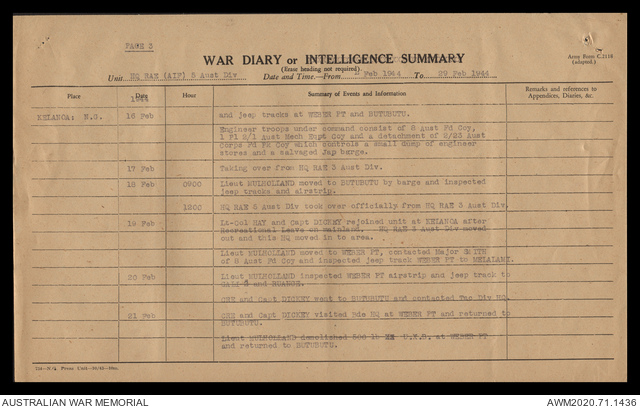 PAGE 3
WAR DIARY or INTELLIGENCE SUMMARY
(Erase heading not required).
Army Form C.2118
(adapted.)
Unit HQ RAE (AIF) 5 Aust Div Date and Time.—From Feb 1944 To 29 Feb 1944
Place Date Hour Summary of Events and Information Remarks and references to
Appendices, Diaries, &c.
1944
KEIANOA: N.G. 16 Feb and jeep tracks at WEBER PT and BUTUBUTU.
Engineer troops under command consist of 8 Aust Fd Coy,
1 Pl 2/1 Aust Mech Eqpt Coy and a detachment of 2/23 Aust
Corps Fd Pk Coy which controls a small dump of engineer
stores and a salvaged Jap barge.
17 Feb Taking over from HQ RAE 3 Aust Div.
18 Feb 0900 Lieut MULHOLLAND moved to BUTUBUTU by barge and inspected
jeep tracks and airstrip.
1200 HQ RAE 5 Aust Div took over officially from HQ RAE 3 Aust Div.
19 Feb Lt-Col HAY and Capt DICKEY rejoined unit at KEIANOA after
Recreational Leave on mainland. HQ RAE 3 Aust Div moved
out and this HQ moved in to area.
Lieut MULHOLLAND moved to WEBER PT, contacted Major SMITH
of 8 Aust Fd Coy and inspected jeep track WEBER PT to
20 Feb Lieut MULHOLLAND inspected WEBER PT airstrip and jeep track to
and
CRE and Capt DICKEY went to BUTUBUTU and contacted Tac Div HQ.
21 Feb CRE and Capt DICKEY visited Bde HQ at WEBER PT and returned to
BUTUBUTU.
Lieut MULHOLLAND demolished 500 lb U.X.B. at WEBER PT
and returned to BUTUBUTU.
AUSTRALIAN WAR MEMORIAL
AWM2020.71.1436